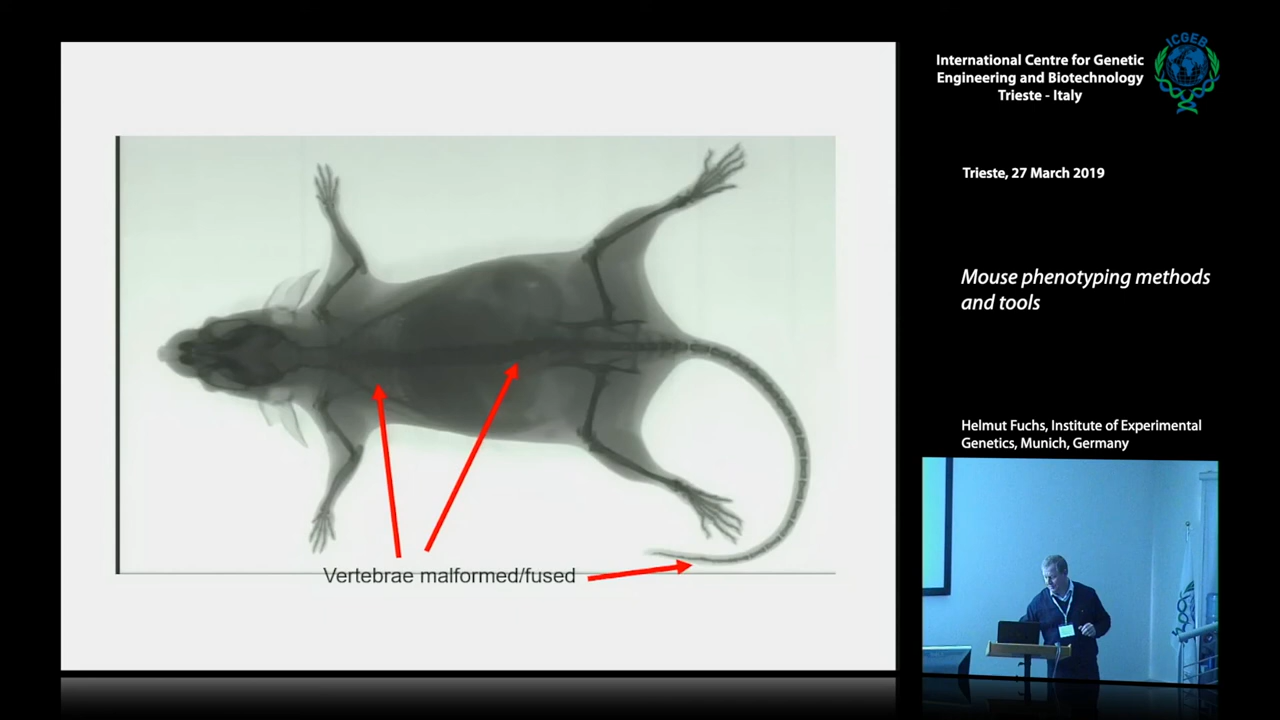 International Centre for Genetic
Engineering and Biotechnology
Trieste - Italy
ICGEB
Trieste, 27 March 2019
Mouse phenotyping methods
and tools
Helmut Fuchs, Institute of Experimental
Genetics, Munich, Germany
Vertebrae malformed/fused